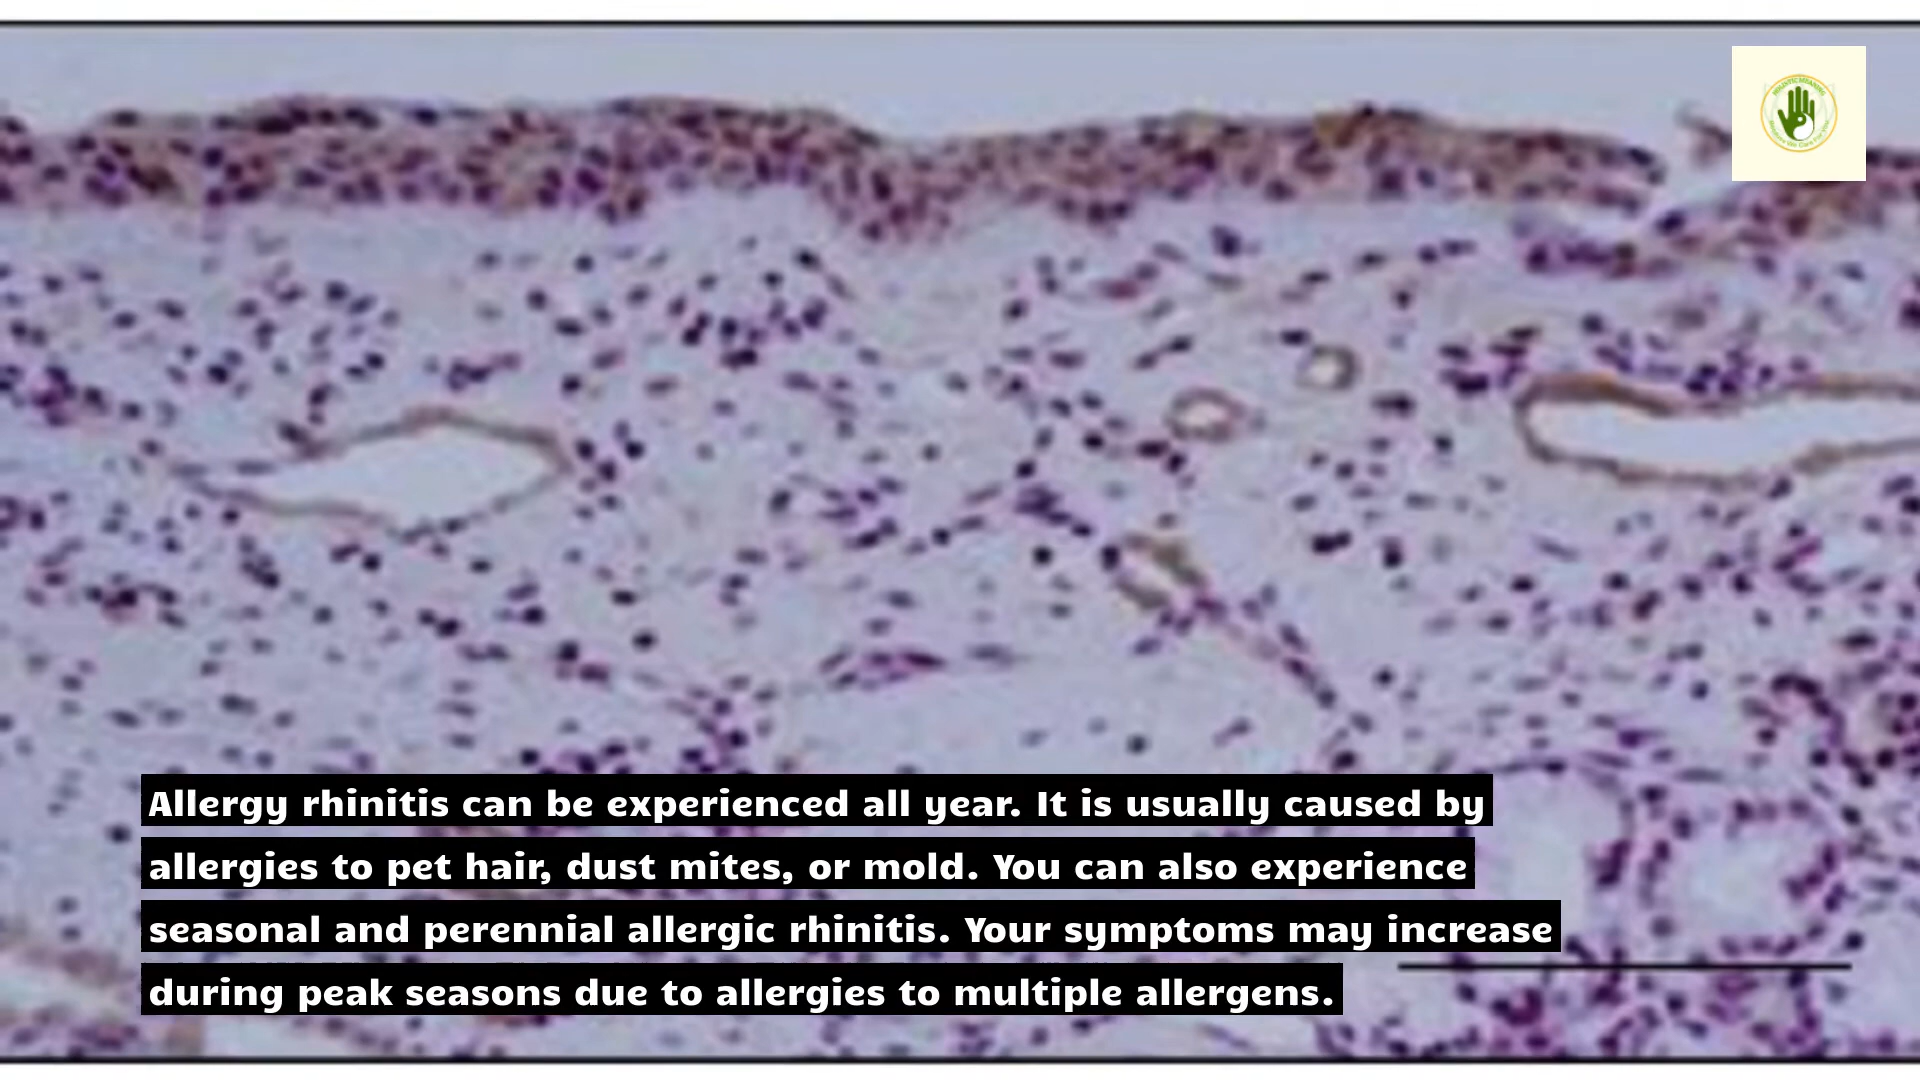 Allergy rhinitis can be experienced all year. It is usually caused by
allergies to pet hair, dust mites, or mold. You can also experience
seasonal and perennial allergic rhinitis. Your symptoms may increase
during peak seasons due to allergies to multiple allergens.